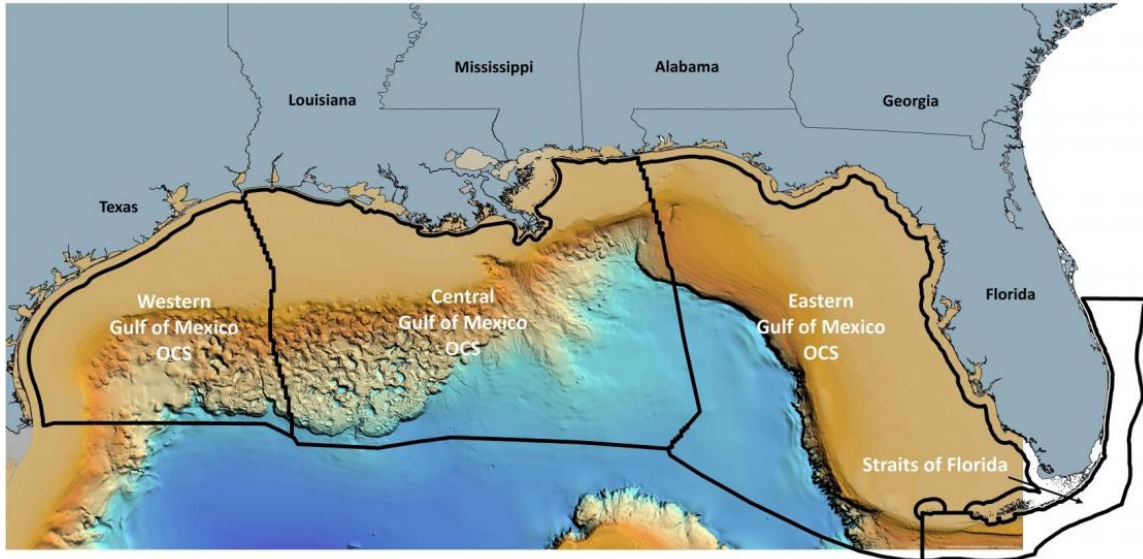 Mississippi
Alabama
Louisiana
Georgia
Texas
Western
Gulf of Mexico
OCS
Central
Gulf of Mexico
OCS
Eastern
Gulf of Mexico
OCS
Florida
Straits of Florida